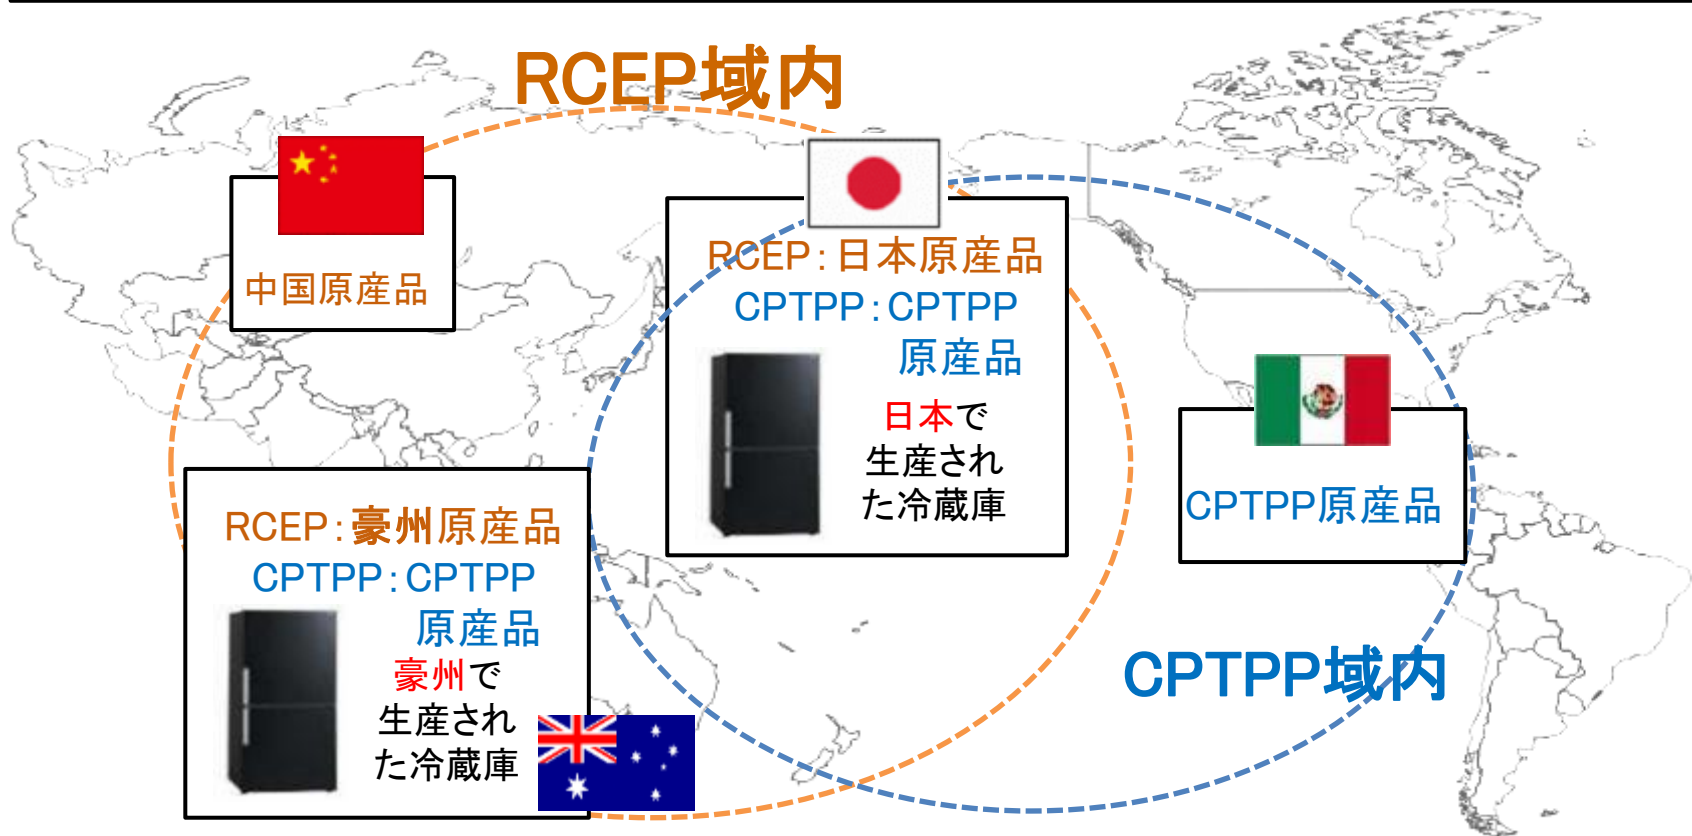 RCEP域内
中国原産品
RCEP：日本原産品
CPTPP：CPTPP
原産品
日本で
生産され
た冷蔵庫
CPTPP原産品
RCEP：豪州原産品
CPTPP：CPTPP
原産品
豪州で
生産され
た冷蔵庫
CPTPP域内